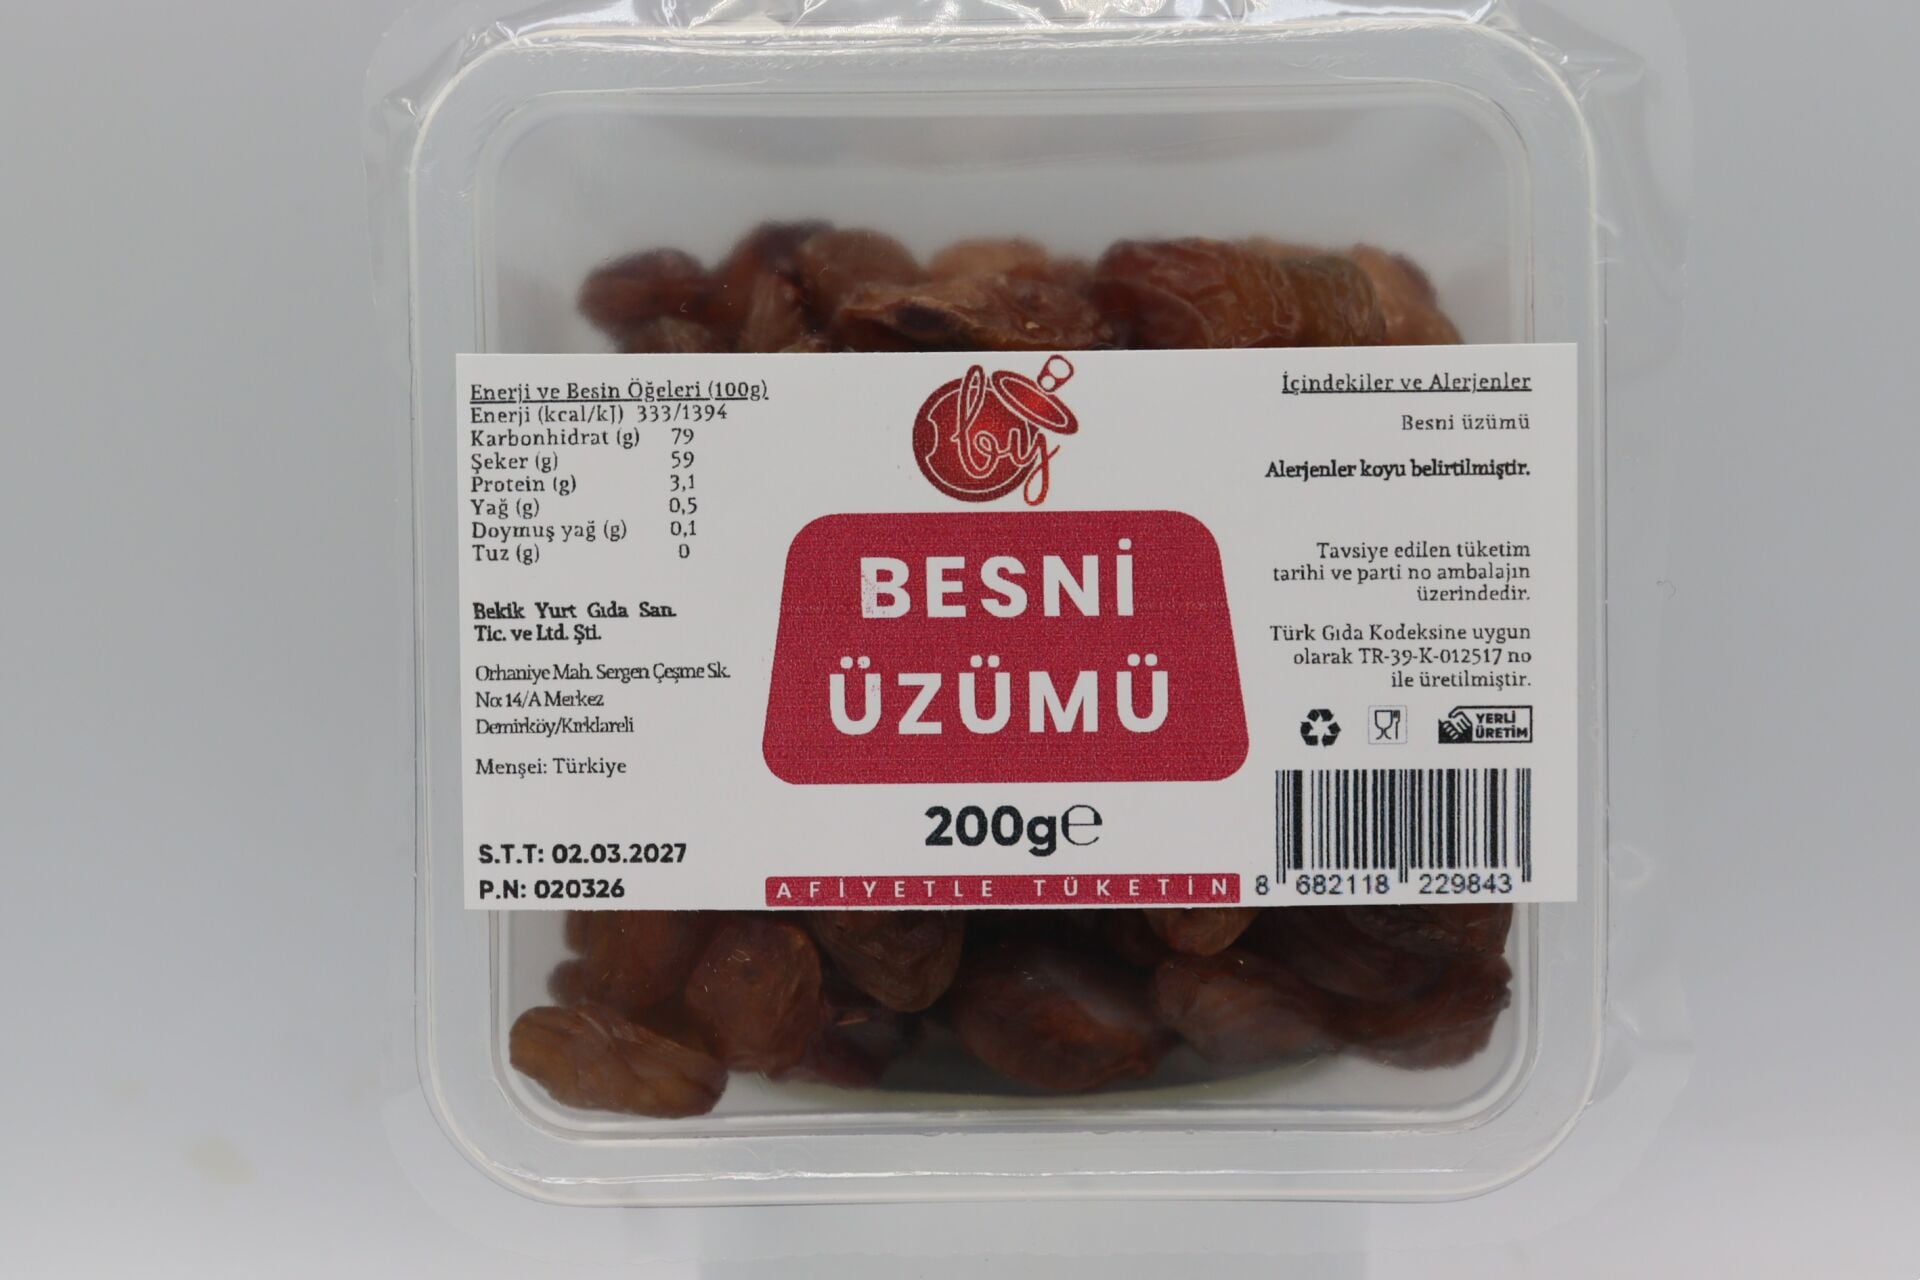 Enerji ve Besin Öğeleri (100g)
Enerji (kcal/kJ) 333/1394
Karbonhidrat (g) 79
Şeker (g) 59
Protein (g) 3,1
Yağ (g) 0,5
Doymuş yağ (g) 0,1
Tuz (g) 0
Bekik Yurt Gıda San.
Tic. ve Ltd. Şti.
Orhaniye Mah. Sergen Çeşme Sk.
No: 14/A Merkez
Demirköy/Kırklareli
Menşei: Türkiye
S.T.T: 02.03.2027
P.N: 020326
by
BESNİ
ÜZÜMÜ
200g℮
AFİYETLE TÜKETİN
İçindekiler ve Alerjenler
Besni üzümü
Alerjenler koyu belirtilmiştir.
Tavsiye edilen tüketim
tarihi ve parti no ambalajın
üzerindedir.
Türk Gıda Kodeksine uygun
olarak TR-39-K-012517 no
ile üretilmiştir.
YERLİ
ÜRETİM
8 682118 229843